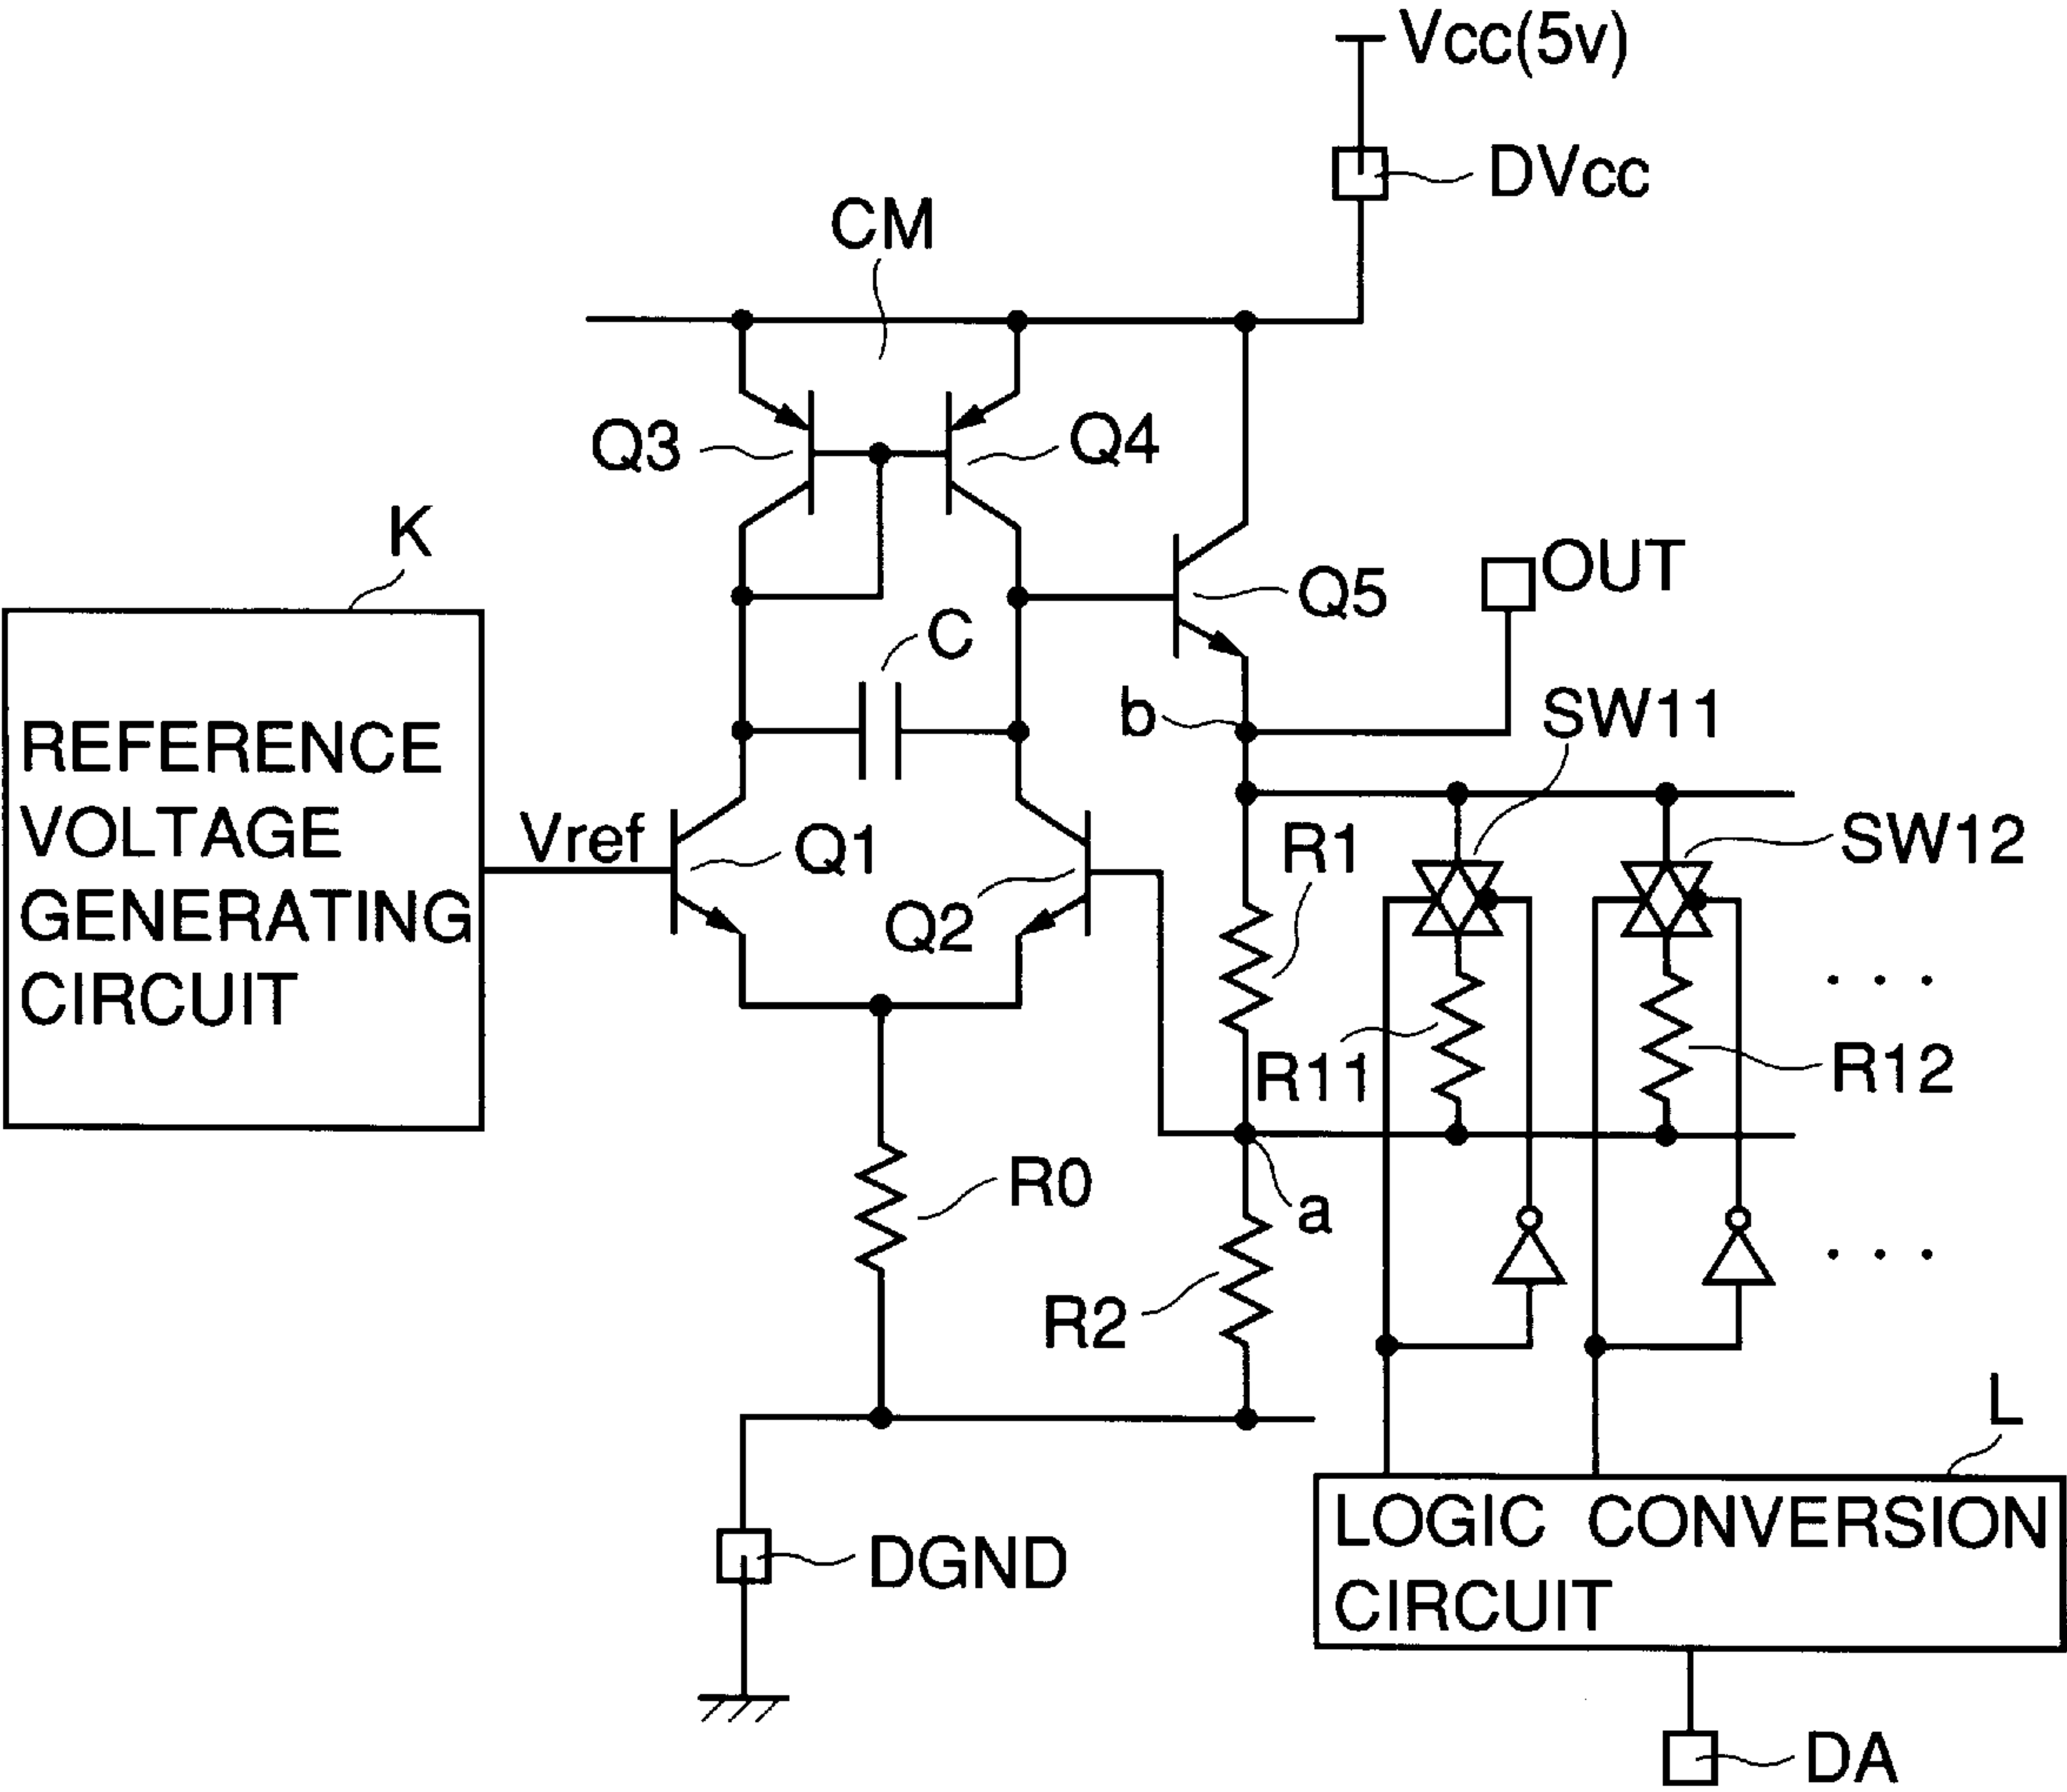 Vcc(5v)
DVcc
CM
Q3
Q4
K
Q5
OUT
C
b
SW11
REFERENCE
VOLTAGE
GENERATING
CIRCUIT
Vref
Q1
Q2
R1
SW12
. . .
R11
R12
R0
a
R2
. . .
L
LOGIC CONVERSION
CIRCUIT
DGND
DA